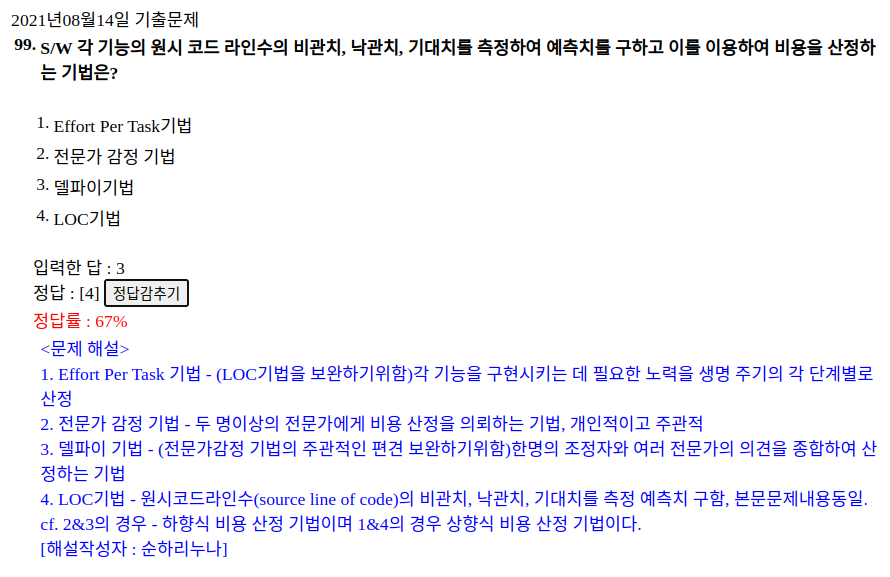 2021년08월14일 기출문제
99. S/W 각 기능의 원시 코드 라인수의 비관치, 낙관치, 기대치를 측정하여 예측치를 구하고 이를 이용하여 비용을 산정하
는 기법은?
1. Effort Per Task기법
2. 전문가 감정 기법
3. 델파이기법
4. LOC기법
입력한 답 : 3
정답 : [4] 정답감추기
정답률 : 67%
<문제 해설>
1. Effort Per Task 기법 - (LOC기법을 보완하기위함)각 기능을 구현시키는 데 필요한 노력을 생명 주기의 각 단계별로
산정
2. 전문가 감정 기법 - 두 명이상의 전문가에게 비용 산정을 의뢰하는 기법, 개인적이고 주관적
3. 델파이 기법 - (전문가감정 기법의 주관적인 편견 보완하기위함)한명의 조정자와 여러 전문가의 의견을 종합하여 산
정하는 기법
4. LOC기법 - 원시코드라인수(source line of code)의 비관치, 낙관치, 기대치를 측정 예측치 구함, 본문문제내용동일.
cf. 2&3의 경우 - 하향식 비용 산정 기법이며 1&4의 경우 상향식 비용 산정 기법이다.
[해설작성자 : 순하리누나]